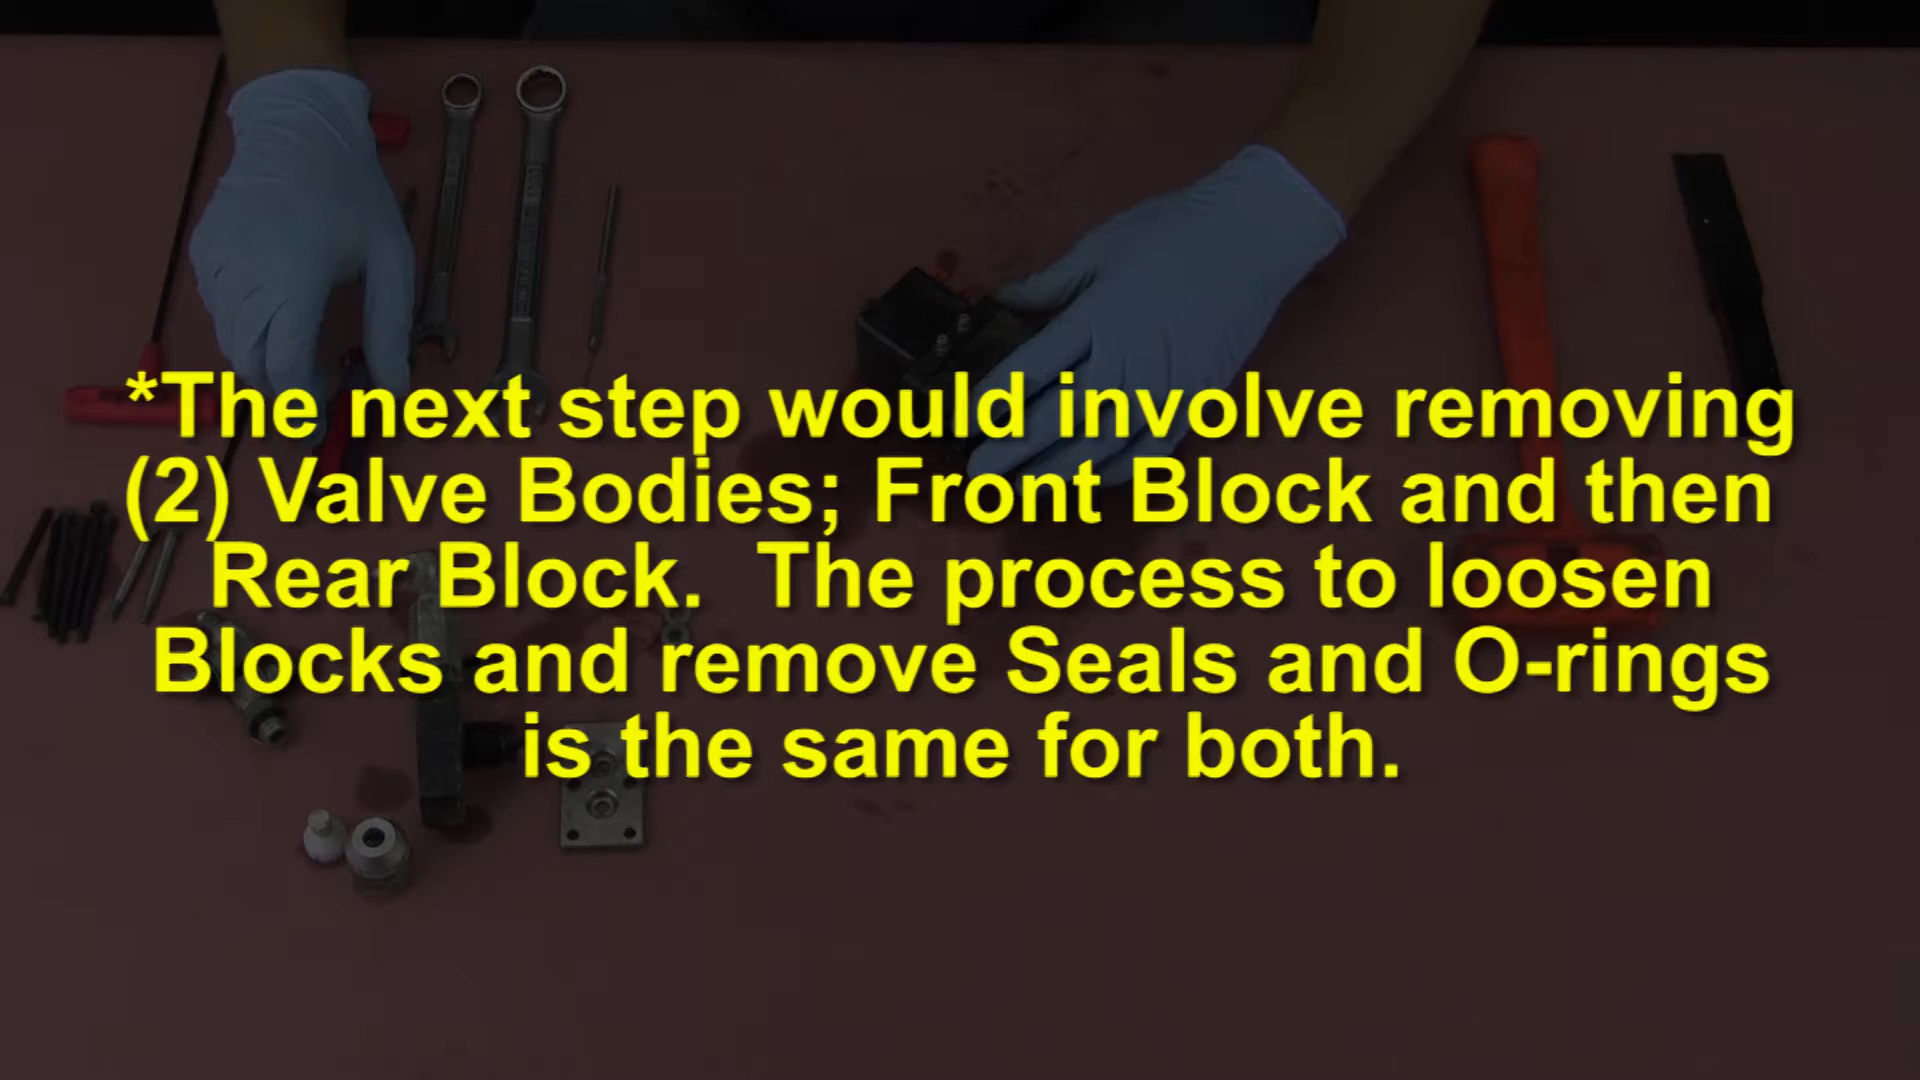 *The next step would involve removing
(2) Valve Bodies; Front Block and then
Rear Block. The process to loosen
Blocks and remove Seals and O-rings
is the same for both.